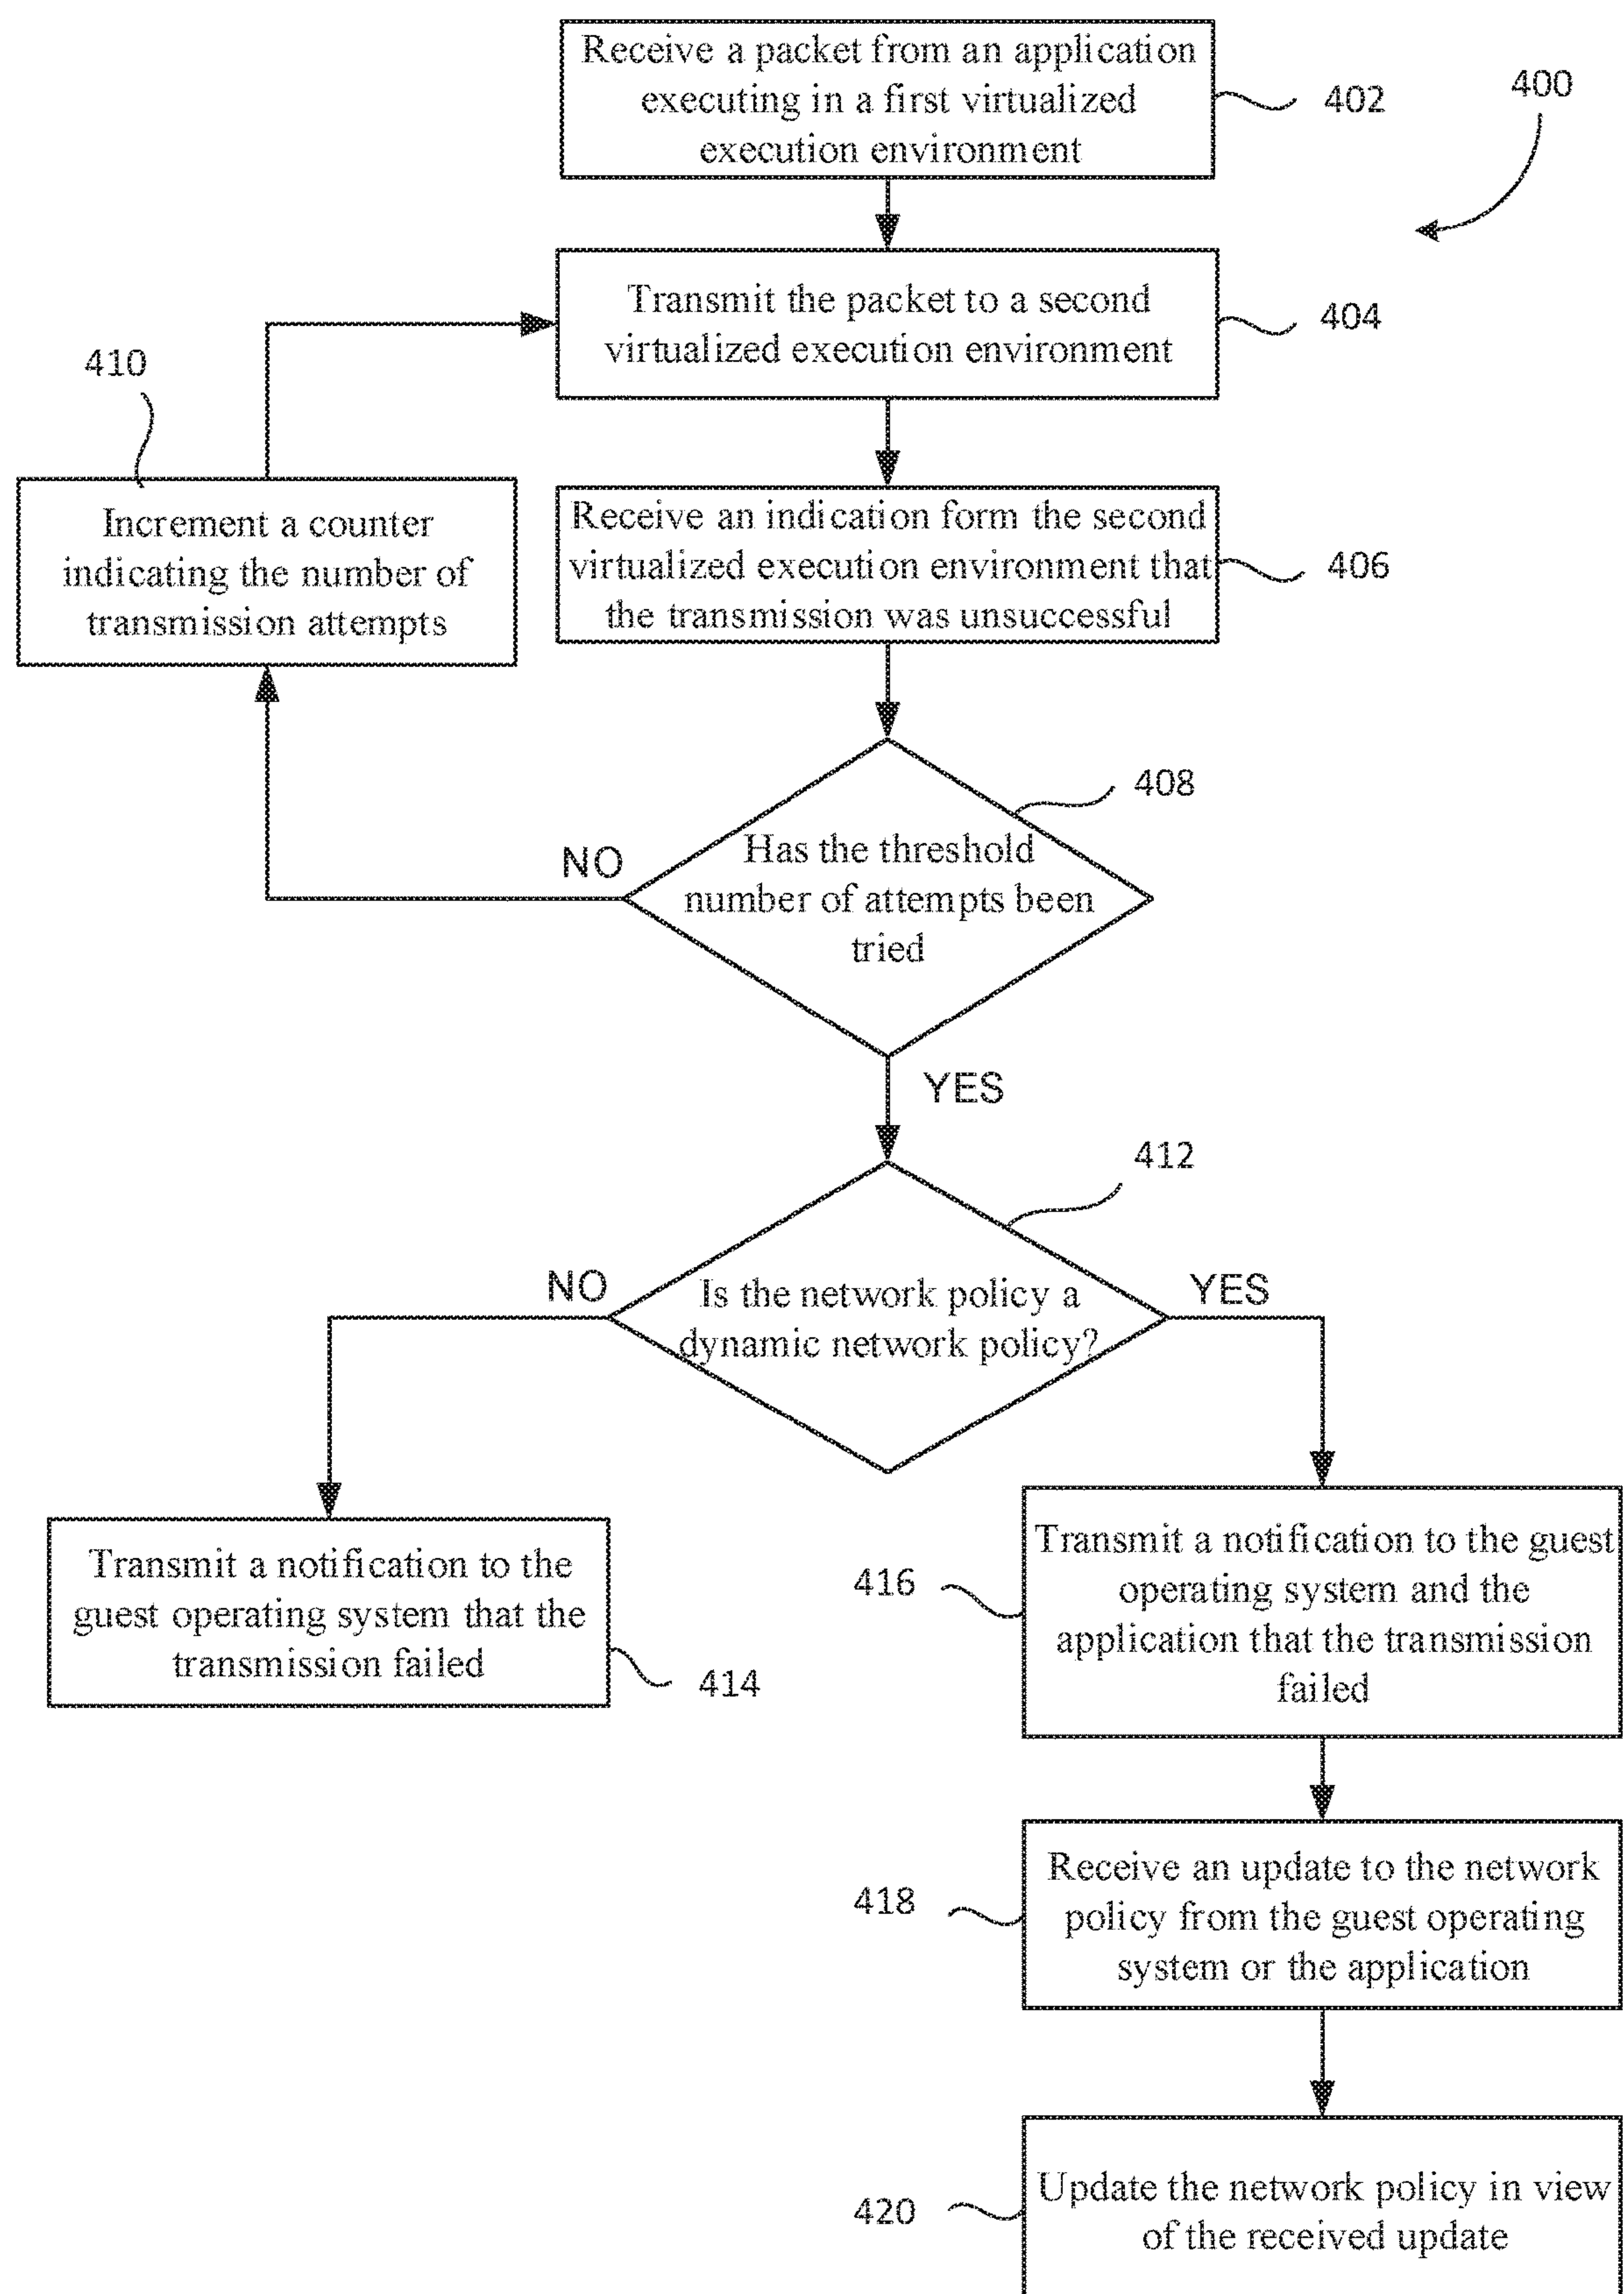 Receive a packet from an application
executing in a first virtualized
execution environment
402
400
Transmit the packet to a second
virtualized execution environment
404
410
Increment a counter
indicating the number of
transmission attempts
Receive an indication form the second
virtualized execution environment that
the transmission was unsuccessful
406
408
NO
Has the threshold
number of attempts been
tried
YES
412
NO
Is the network policy a
dynamic network policy?
YES
Transmit a notification to the
guest operating system that the
transmission failed
414
416
Transmit a notification to the guest
operating system and the
application that the transmission
failed
418
Receive an update to the network
policy from the guest operating
system or the application
420
Update the network policy in view
of the received update